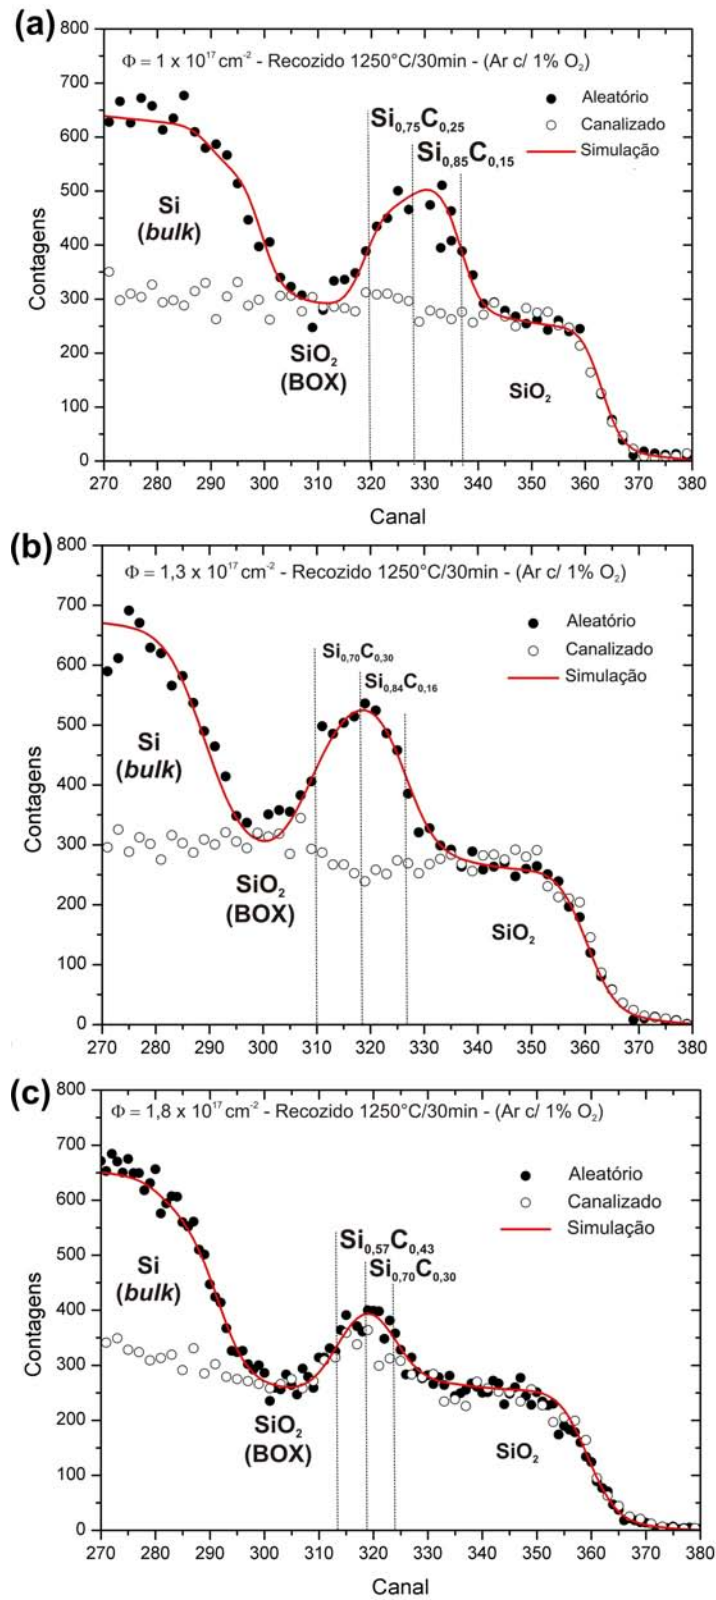 (a)
Φ = 1 x 10¹⁷ cm⁻² - Recozido 1250°C/30min - (Ar c/ 1% O₂)
Aleatório
Canalizado
Simulação
Si₀,₇₅C₀,₂₅
Si₀,₈₅C₀,₁₅
Si
(bulk)
SiO₂
(BOX)
SiO₂
Contagens
800
700
600
500
400
300
200
100
0
270 280 290 300 310 320 330 340 350 360 370 380
Canal
(b)
Φ = 1,3 x 10¹⁷ cm⁻² - Recozido 1250°C/30min - (Ar c/ 1% O₂)
Aleatório
Canalizado
Simulação
Si₀,₇₀C₀,₃₀
Si₀,₈₄C₀,₁₆
Si
(bulk)
SiO₂
(BOX)
SiO₂
Contagens
800
700
600
500
400
300
200
100
0
270 280 290 300 310 320 330 340 350 360 370 380
(c)
Φ = 1,8 x 10¹⁷ cm⁻² - Recozido 1250°C/30min - (Ar c/ 1% O₂)
Aleatório
Canalizado
Simulação
Si₀,₅₇C₀,₄₃
Si₀,₇₀C₀,₃₀
Si
(bulk)
SiO₂
(BOX)
SiO₂
Contagens
800
700
600
500
400
300
200
100
0
270 280 290 300 310 320 330 340 350 360 370 380
Canal